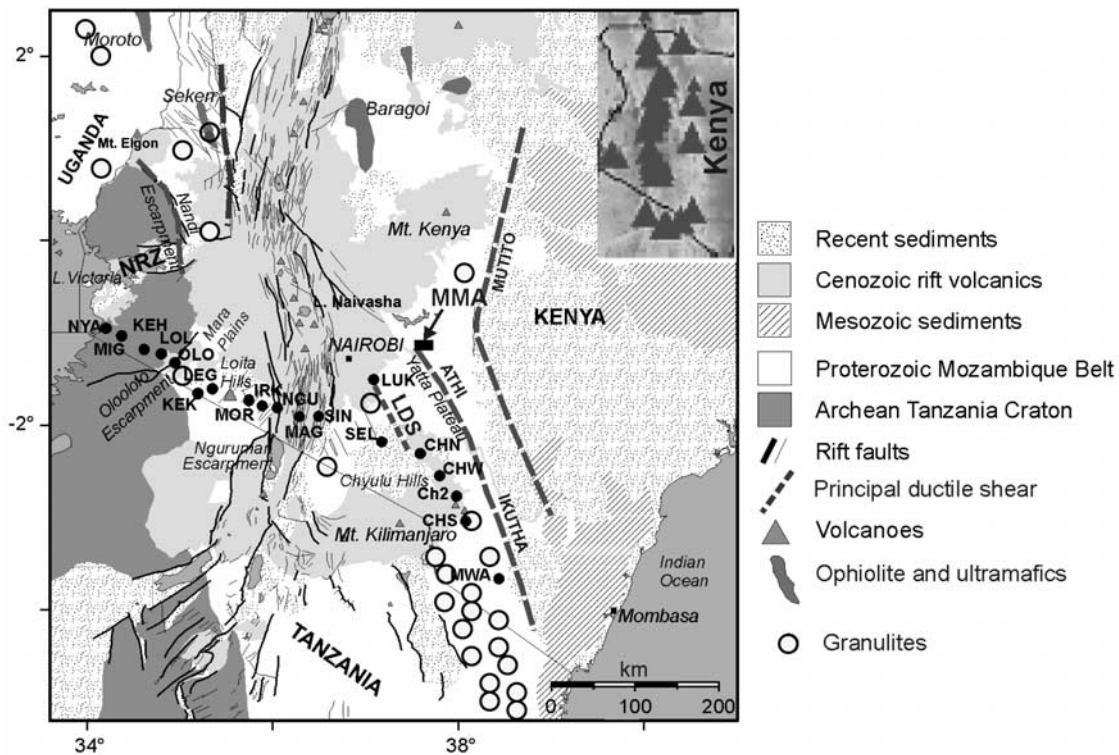 2°
Moroto
Sekerr
Baragoi
Kenya
UGANDA
Mt. Elgon
Nandi
Escarpment
Mt. Kenya
MUTITO
L.Victoria
NRZ
L. Naivasha
MMA
KENYA
NYA
KEH
Mara
Plains
MIG
LOL
OLO
NAIROBI
LEG
Loita
Hills
Oloololo
Escarpment
KEK
IRK
MOR
NGU
MAG
SIN
LUK
LDS
Yatta Plateau
ATHI
-2°
SEL
CHN
Nguruman
Escarpment
CHW
Chyulu Hills
Ch2
IKUTHA
CHS
Mt. Kilimanjaro
MWA
Indian
Ocean
Mombasa
TANZANIA
km
0 100 200
34°
38°
Recent sediments
Cenozoic rift volcanics
Mesozoic sediments
Proterozoic Mozambique Belt
Archean Tanzania Craton
Rift faults
Principal ductile shear
Volcanoes
Ophiolite and ultramafics
Granulites